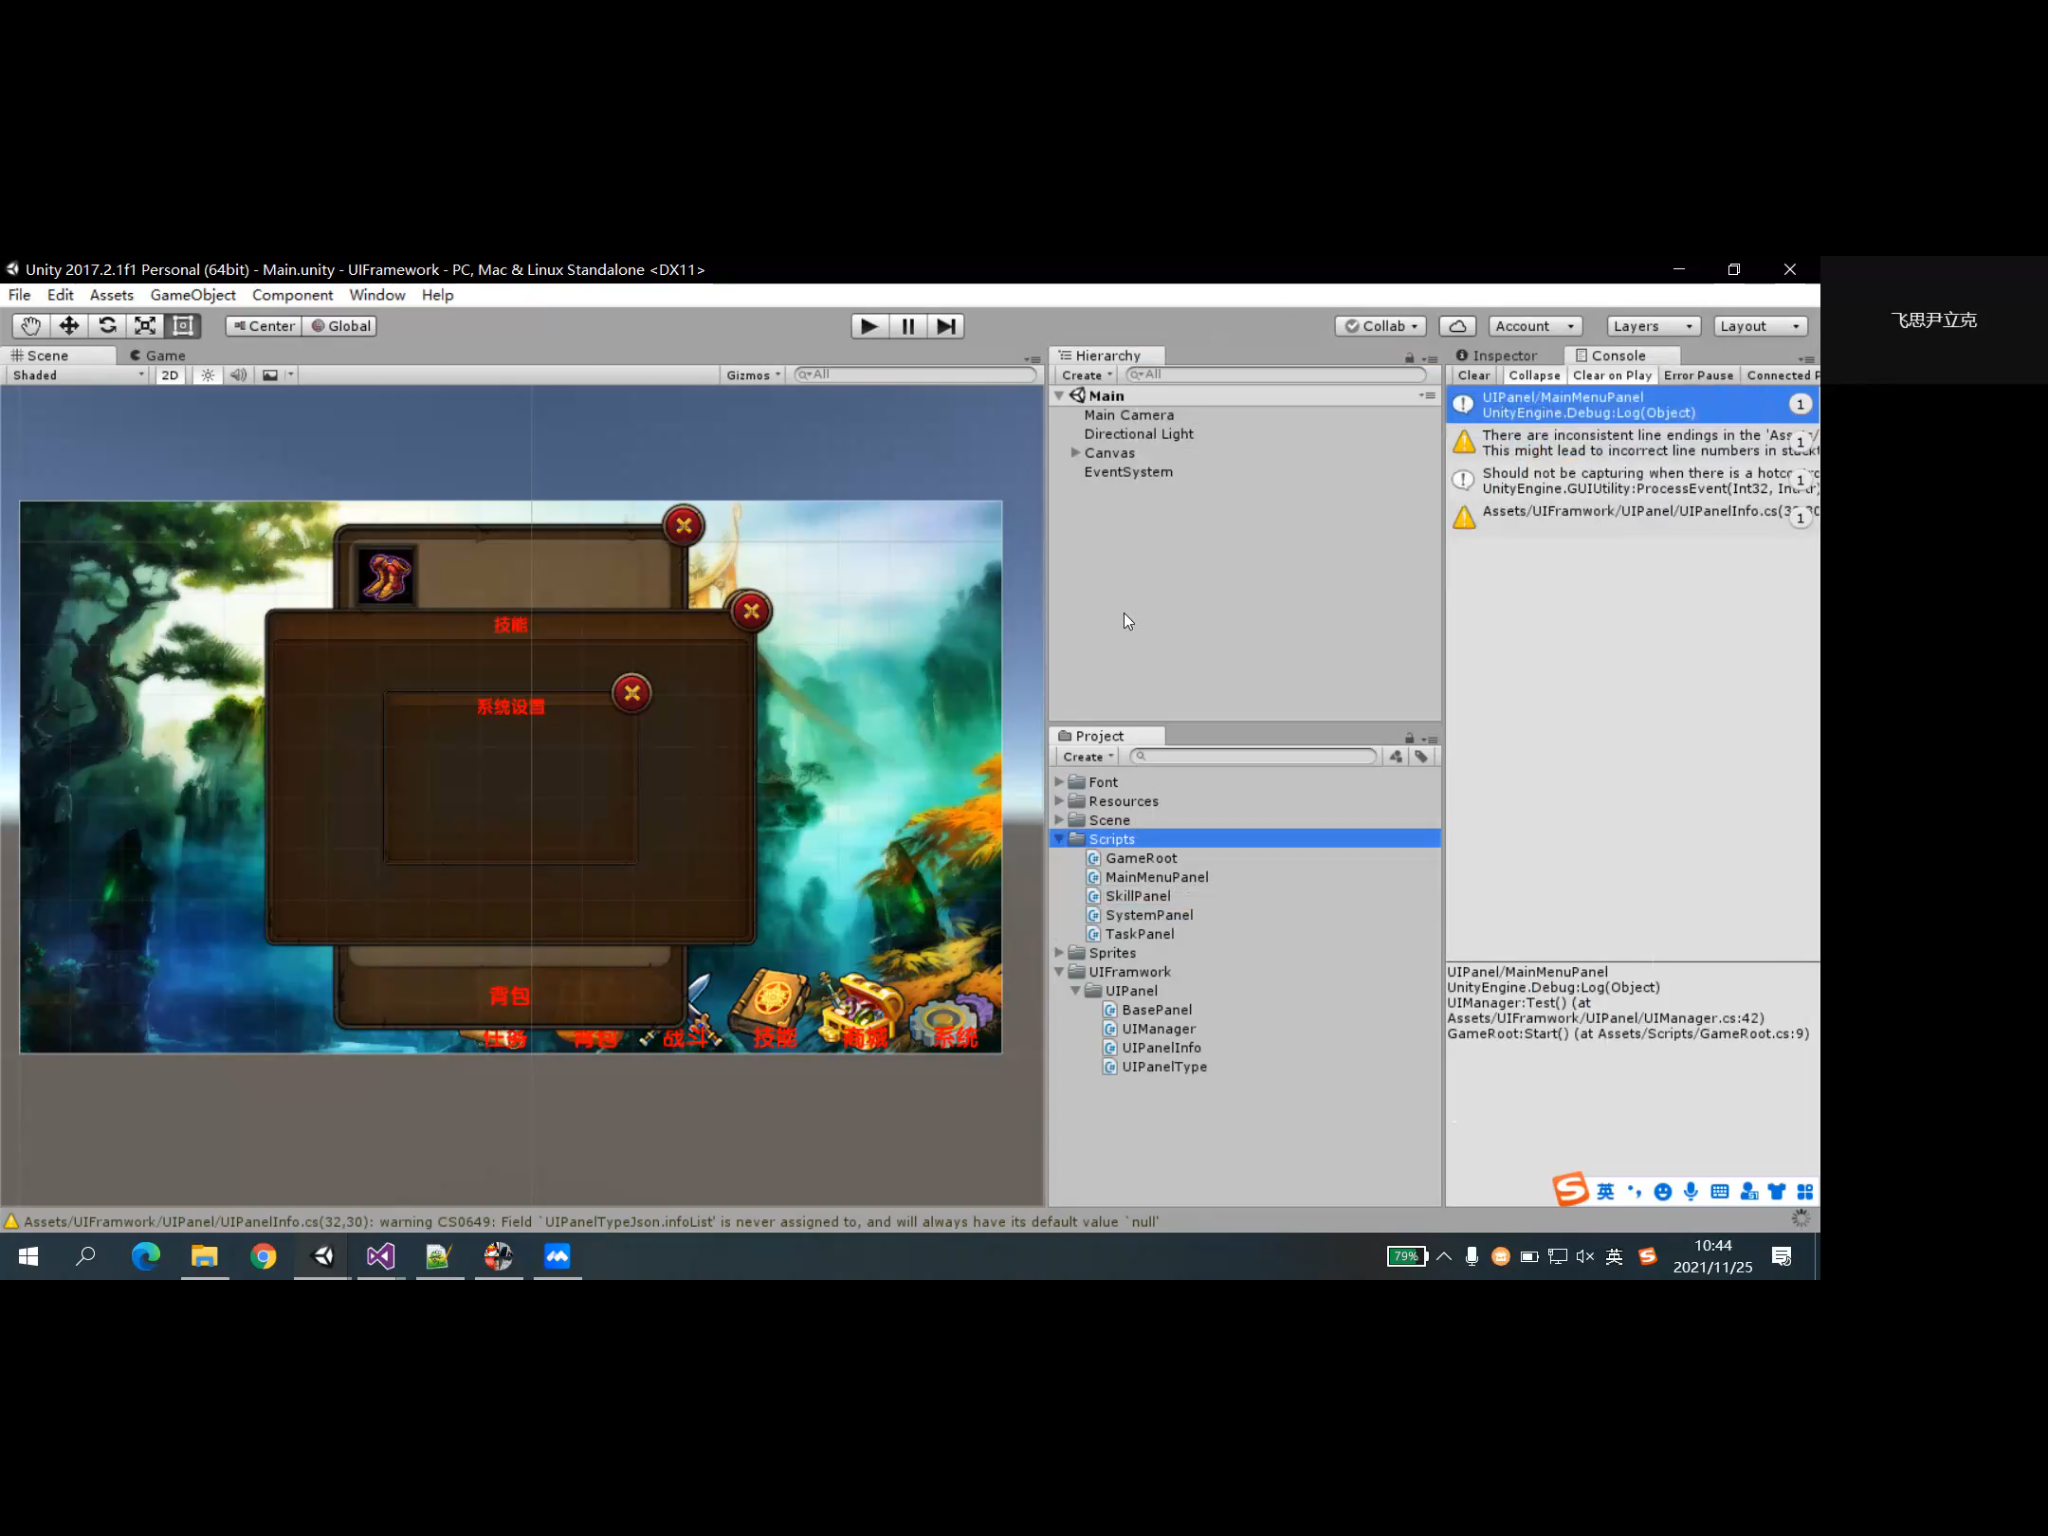 Unity 2017.2.1f1 Personal (64bit) - Main.unity - UIFramework - PC, Mac & Linux Standalone <DX11>
File Edit Assets GameObject Component Window Help
飞思尹立克
Center Global
Collab Account Layers Layout
Scene Game
Shaded 2D Gizmos All
Hierarchy
Create All
Main
Main Camera
Directional Light
Canvas
EventSystem
Inspector Console
Clear Collapse Clear on Play Error Pause Connected P
UIPanel/MainMenuPanel
UnityEngine.Debug:Log(Object)
1
There are inconsistent line endings in the 'Ass
This might lead to incorrect line numbers in
1
Should not be capturing when there is a
UnityEngine.GUIUtility:ProcessEvent(Int32,
1
Assets/UIFramwork/UIPanel/UIPanelInfo.cs(
1
技能
系统设置
背包
任务 背包 战斗 技能 商城 系统
Project
Create
Font
Resources
Scene
Scripts
GameRoot
MainMenuPanel
SkillPanel
SystemPanel
TaskPanel
Sprites
UIFramwork
UIPanel
BasePanel
UIManager
UIPanelInfo
UIPanelType
UIPanel/MainMenuPanel
UnityEngine.Debug:Log(Object)
UIManager:Test() (at
Assets/UIFramwork/UIPanel/UIManager.cs:42)
GameRoot:Start() (at Assets/Scripts/GameRoot.cs:9)
英
Assets/UIFramwork/UIPanel/UIPanelInfo.cs(32,30): warning CS0649: Field `UIPanelTypeJson.infoList' is never assigned to, and will always have its default value `null'
79% 英
10:44
2021/11/25